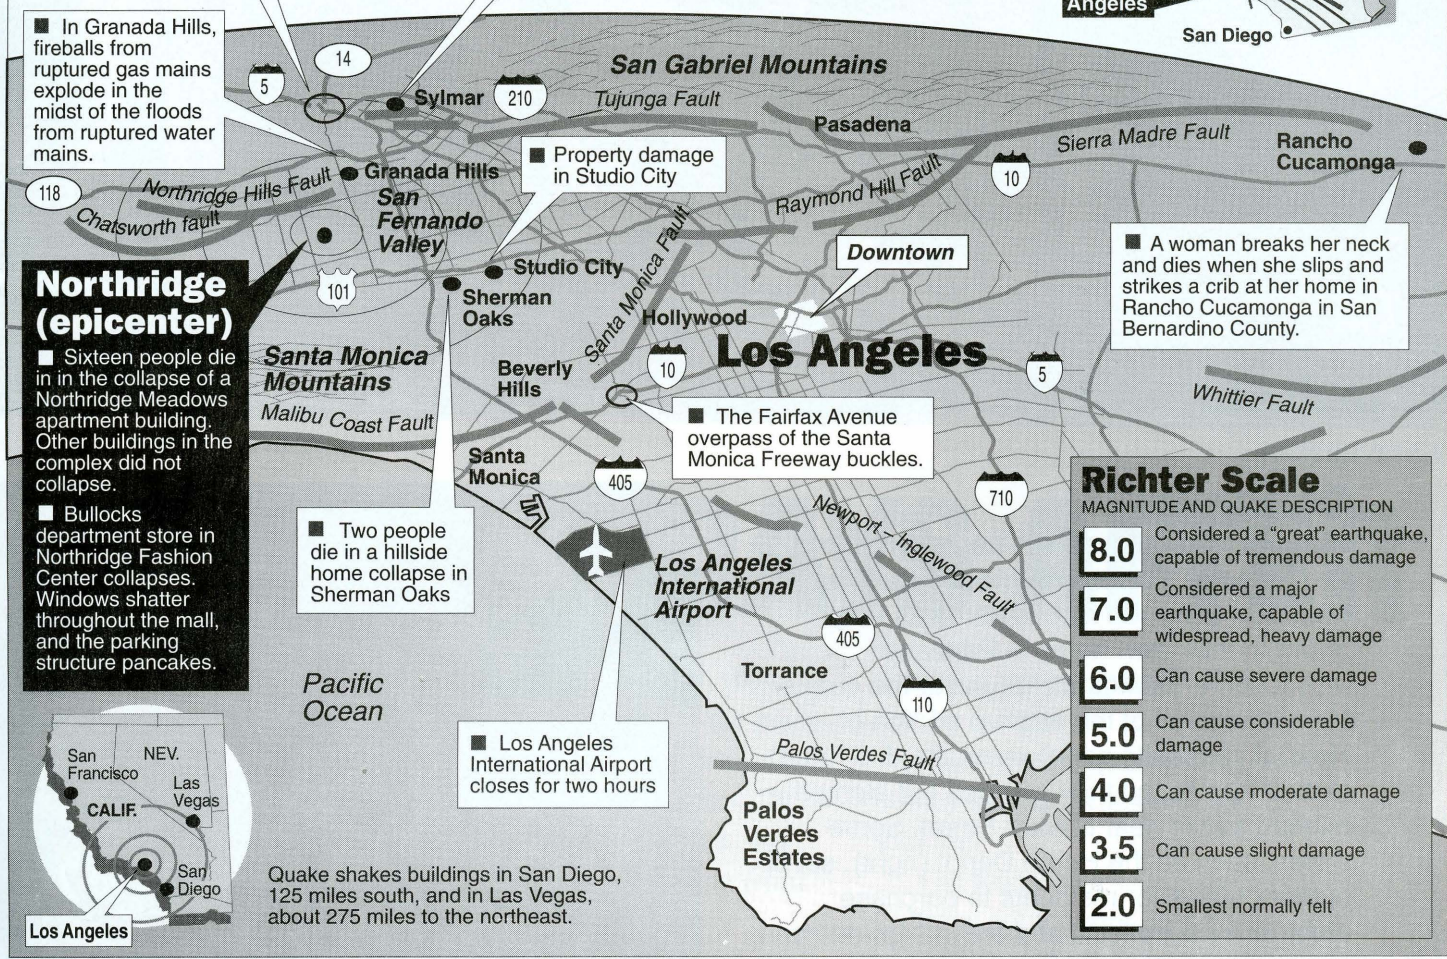 Angeles
San Diego
■ In Granada Hills,
fireballs from
ruptured gas mains
explode in the
midst of the floods
from ruptured water
mains.
14
5
Sylmar
210
San Gabriel Mountains
Tujunga Fault
Pasadena
Sierra Madre Fault
Rancho
Cucamonga
118
Northridge Hills Fault
Chatsworth fault
Granada Hills
San
Fernando
Valley
■ Property damage
in Studio City
Raymond Hill Fault
10
■ A woman breaks her neck
and dies when she slips and
strikes a crib at her home in
Rancho Cucamonga in San
Bernardino County.
Downtown
Northridge
(epicenter)
■ Sixteen people die
in in the collapse of a
Northridge Meadows
apartment building.
Other buildings in the
complex did not
collapse.
■ Bullocks
department store in
Northridge Fashion
Center collapses.
Windows shatter
throughout the mall,
and the parking
structure pancakes.
101
Studio City
Sherman
Oaks
Santa Monica Fault
Hollywood
Los Angeles
Santa Monica
Mountains
Beverly
Hills
10
5
Malibu Coast Fault
Whittier Fault
■ The Fairfax Avenue
overpass of the Santa
Monica Freeway buckles.
Santa
Monica
405
710
■ Two people
die in a hillside
home collapse in
Sherman Oaks
Newport – Inglewood Fault
Los Angeles
International
Airport
405
Torrance
110
Pacific
Ocean
■ Los Angeles
International Airport
closes for two hours
Palos Verdes Fault
Palos
Verdes
Estates
Richter Scale
MAGNITUDE AND QUAKE DESCRIPTION
8.0 Considered a “great” earthquake,
capable of tremendous damage
7.0 Considered a major
earthquake, capable of
widespread, heavy damage
6.0 Can cause severe damage
5.0 Can cause considerable
damage
4.0 Can cause moderate damage
3.5 Can cause slight damage
2.0 Smallest normally felt
San
Francisco
NEV.
Las
Vegas
CALIF.
San
Diego
Los Angeles
Quake shakes buildings in San Diego,
125 miles south, and in Las Vegas,
about 275 miles to the northeast.